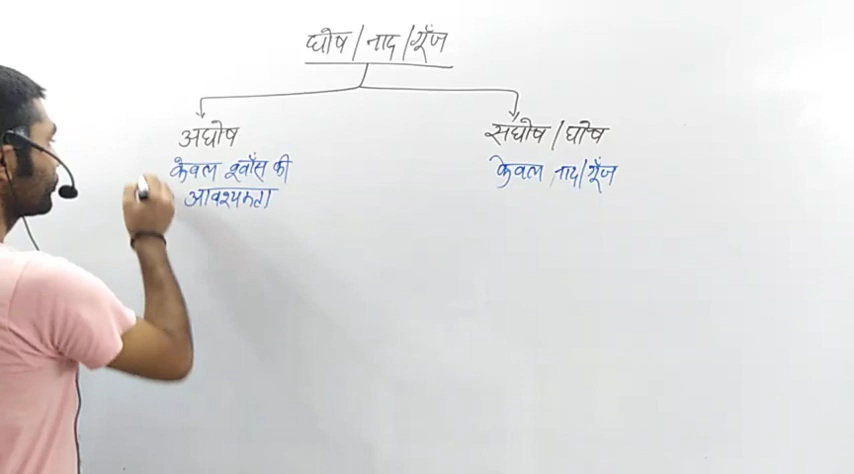 घोष/नाद/गूँज
अघोष
सघोष/घोष
केवल श्वाँस की
आवश्यकता
केवल नाद/गूँज